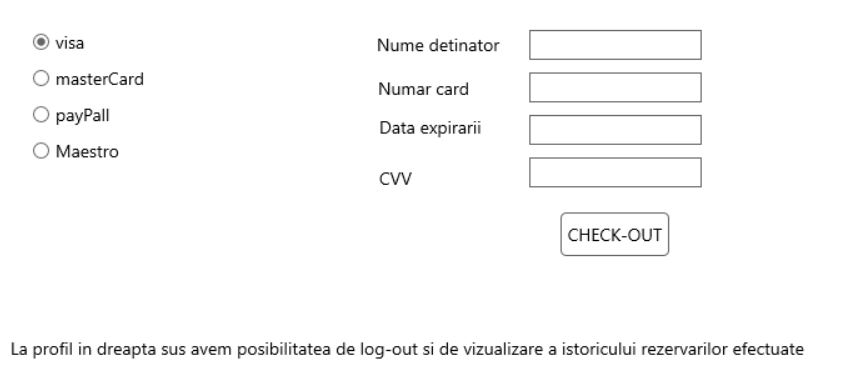 visa
masterCard
payPall
Maestro
Nume detinator
Numar card
Data expirarii
CVV
CHECK-OUT
La profil in dreapta sus avem posibilitatea de log-out si de vizualizare a istoricului rezervarilor efectuate